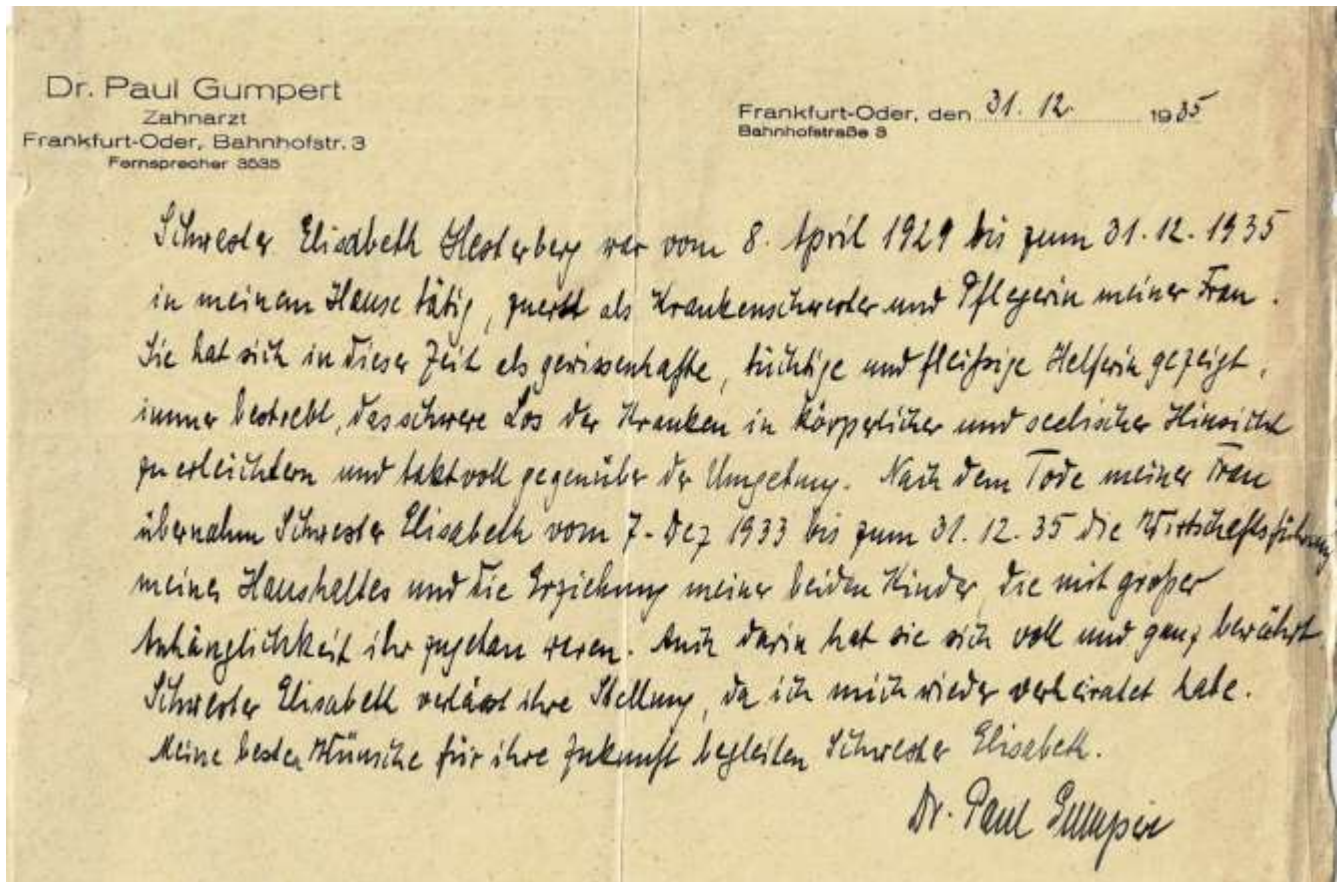 Dr. Paul Gumpert
Zahnarzt
Frankfurt-Oder, Bahnhofstr. 3
Fernsprecher 3535
Frankfurt-Oder, den 31. 12. 1935
Bahnhofstraße 3
Schwester Elisabeth Hesterberg war vom 8. April 1929 bis zum 31.12.1935
in meinem Hause tätig, zuerst als Krankenschwester und Pflegerin meiner Frau.
Sie hat sich in dieser Zeit als gewissenhafte, tüchtige und fleißige Helferin gezeigt,
immer bestrebt, das schwere Los der Kranken in körperlicher und seelischer Hinsicht
zu erleichtern und taktvoll gegenüber der Umgebung. Nach dem Tode meiner Frau
übernahm Schwester Elisabeth vom 7. Dez 1933 bis zum 31. 12. 35 die Wirtschaftsführung
meines Haushaltes und die Erziehung meiner beiden Kinder, die mit großer
Anhänglichkeit ihr zugetan waren. Auch darin hat sie sich voll und ganz bewährt.
Schwester Elisabeth verlässt ihre Stellung, da ich mich wieder verheiratet habe.
Meine besten Wünsche für ihre Zukunft begleiten Schwester Elisabeth.
Dr. Paul Gumpert